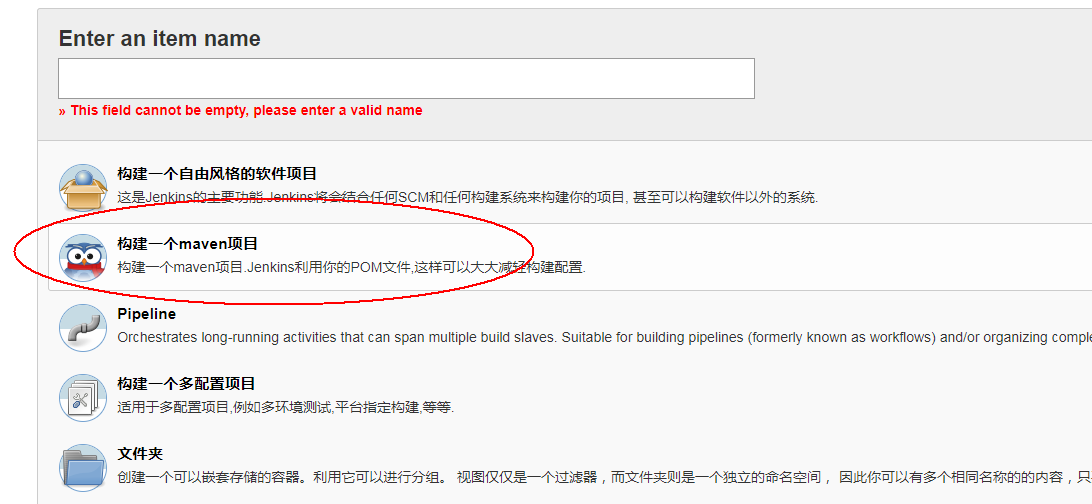 Enter an item name
» This field cannot be empty, please enter a valid name
构建一个自由风格的软件项目
这是Jenkins的主要功能.Jenkins将会结合任何SCM和任何构建系统来构建你的项目, 甚至可以构建软件以外的系统.
构建一个maven项目
构建一个maven项目.Jenkins利用你的POM文件,这样可以大大减轻构建配置.
Pipeline
Orchestrates long-running activities that can span multiple build slaves. Suitable for building pipelines (formerly known as workflows) and/or organizing comple
构建一个多配置项目
适用于多配置项目,例如多环境测试,平台指定构建,等等.
文件夹
创建一个可以嵌套存储的容器。利用它可以进行分组。 视图仅仅是一个过滤器，而文件夹则是一个独立的命名空间， 因此你可以有多个相同名称的的内容，只